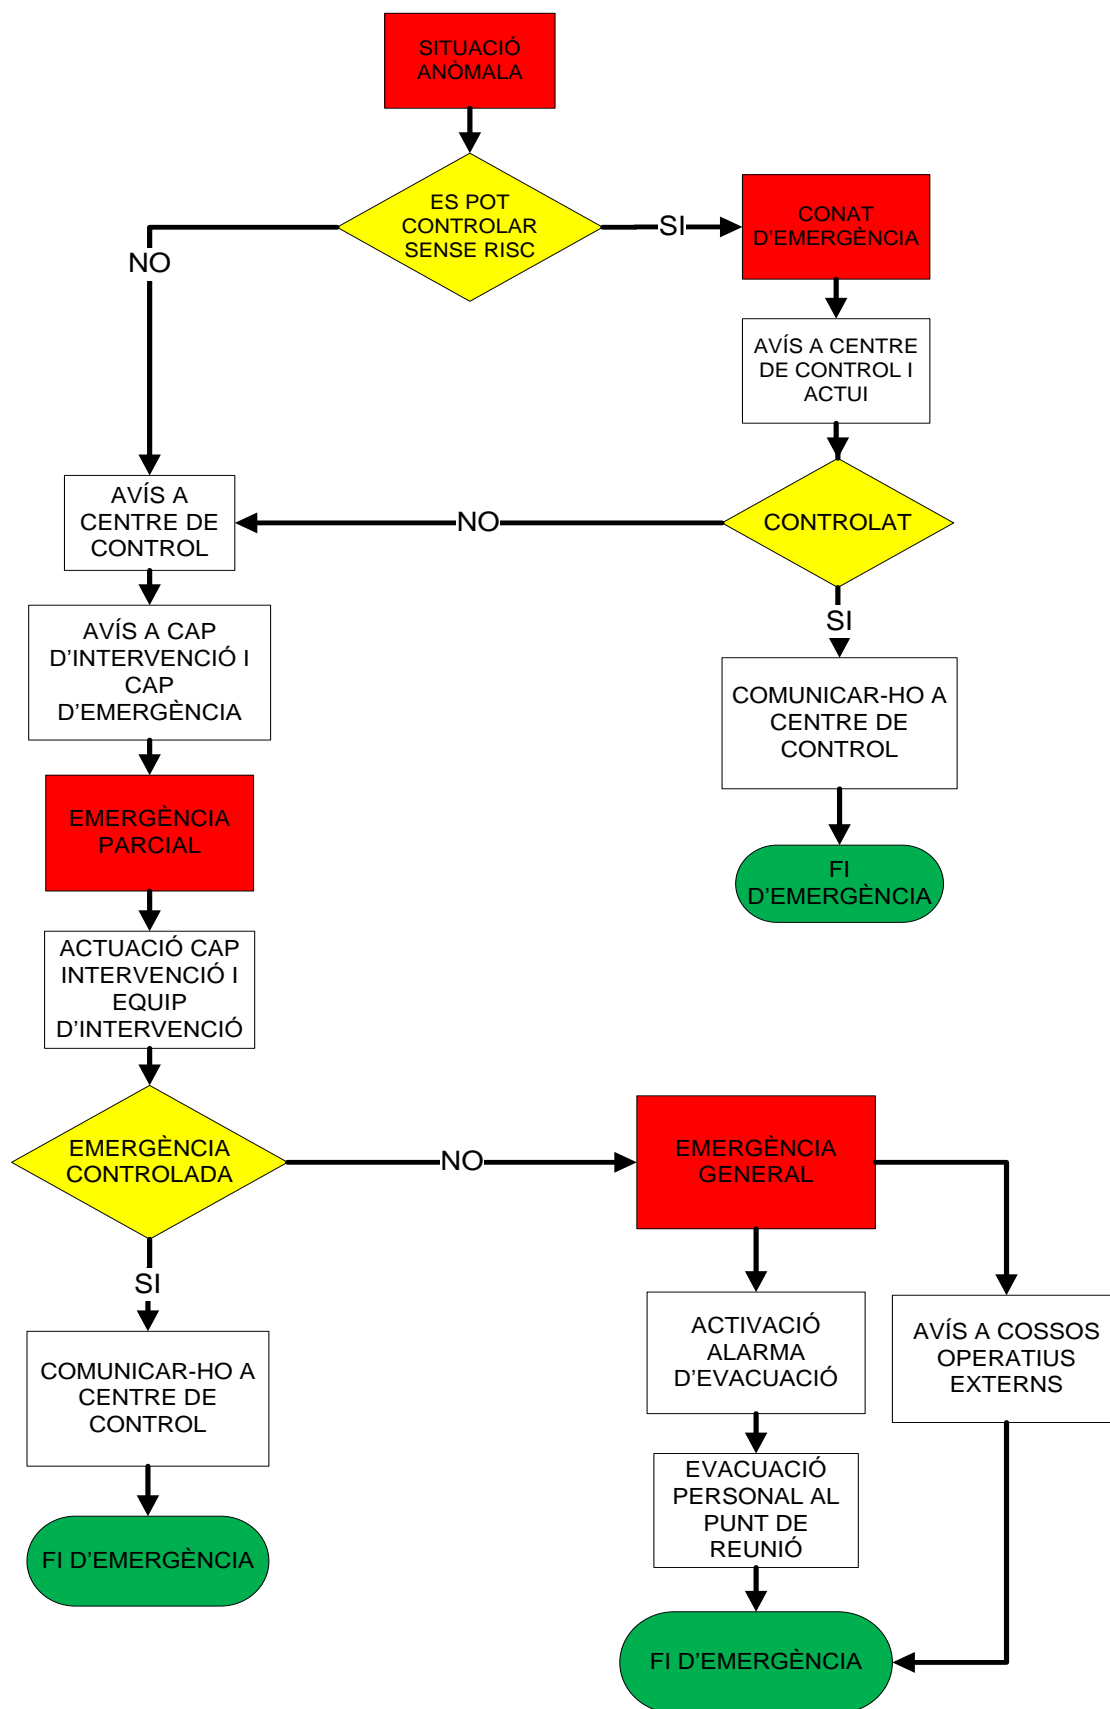 SITUACIÓ
ANÒMALA
ES POT
CONTROLAR
SENSE RISC
SI
CONAT
D'EMERGÈNCIA
NO
AVÍS A CENTRE
DE CONTROL I
ACTUI
AVÍS A
CENTRE DE
CONTROL
NO
CONTROLAT
SI
AVÍS A CAP
D'INTERVENCIÓ I
CAP
D'EMERGÈNCIA
COMUNICAR-HO A
CENTRE DE
CONTROL
EMERGÈNCIA
PARCIAL
FI
D'EMERGÈNCIA
ACTUACIÓ CAP
INTERVENCIÓ I
EQUIP
D'INTERVENCIÓ
EMERGÈNCIA
CONTROLADA
NO
EMERGÈNCIA
GENERAL
SI
COMUNICAR-HO A
CENTRE DE
CONTROL
ACTIVACIÓ
ALARMA
D'EVACUACIÓ
AVÍS A COSSOS
OPERATIUS
EXTERNS
EVACUACIÓ
PERSONAL AL
PUNT DE
REUNIÓ
FI D'EMERGÈNCIA
FI D'EMERGÈNCIA